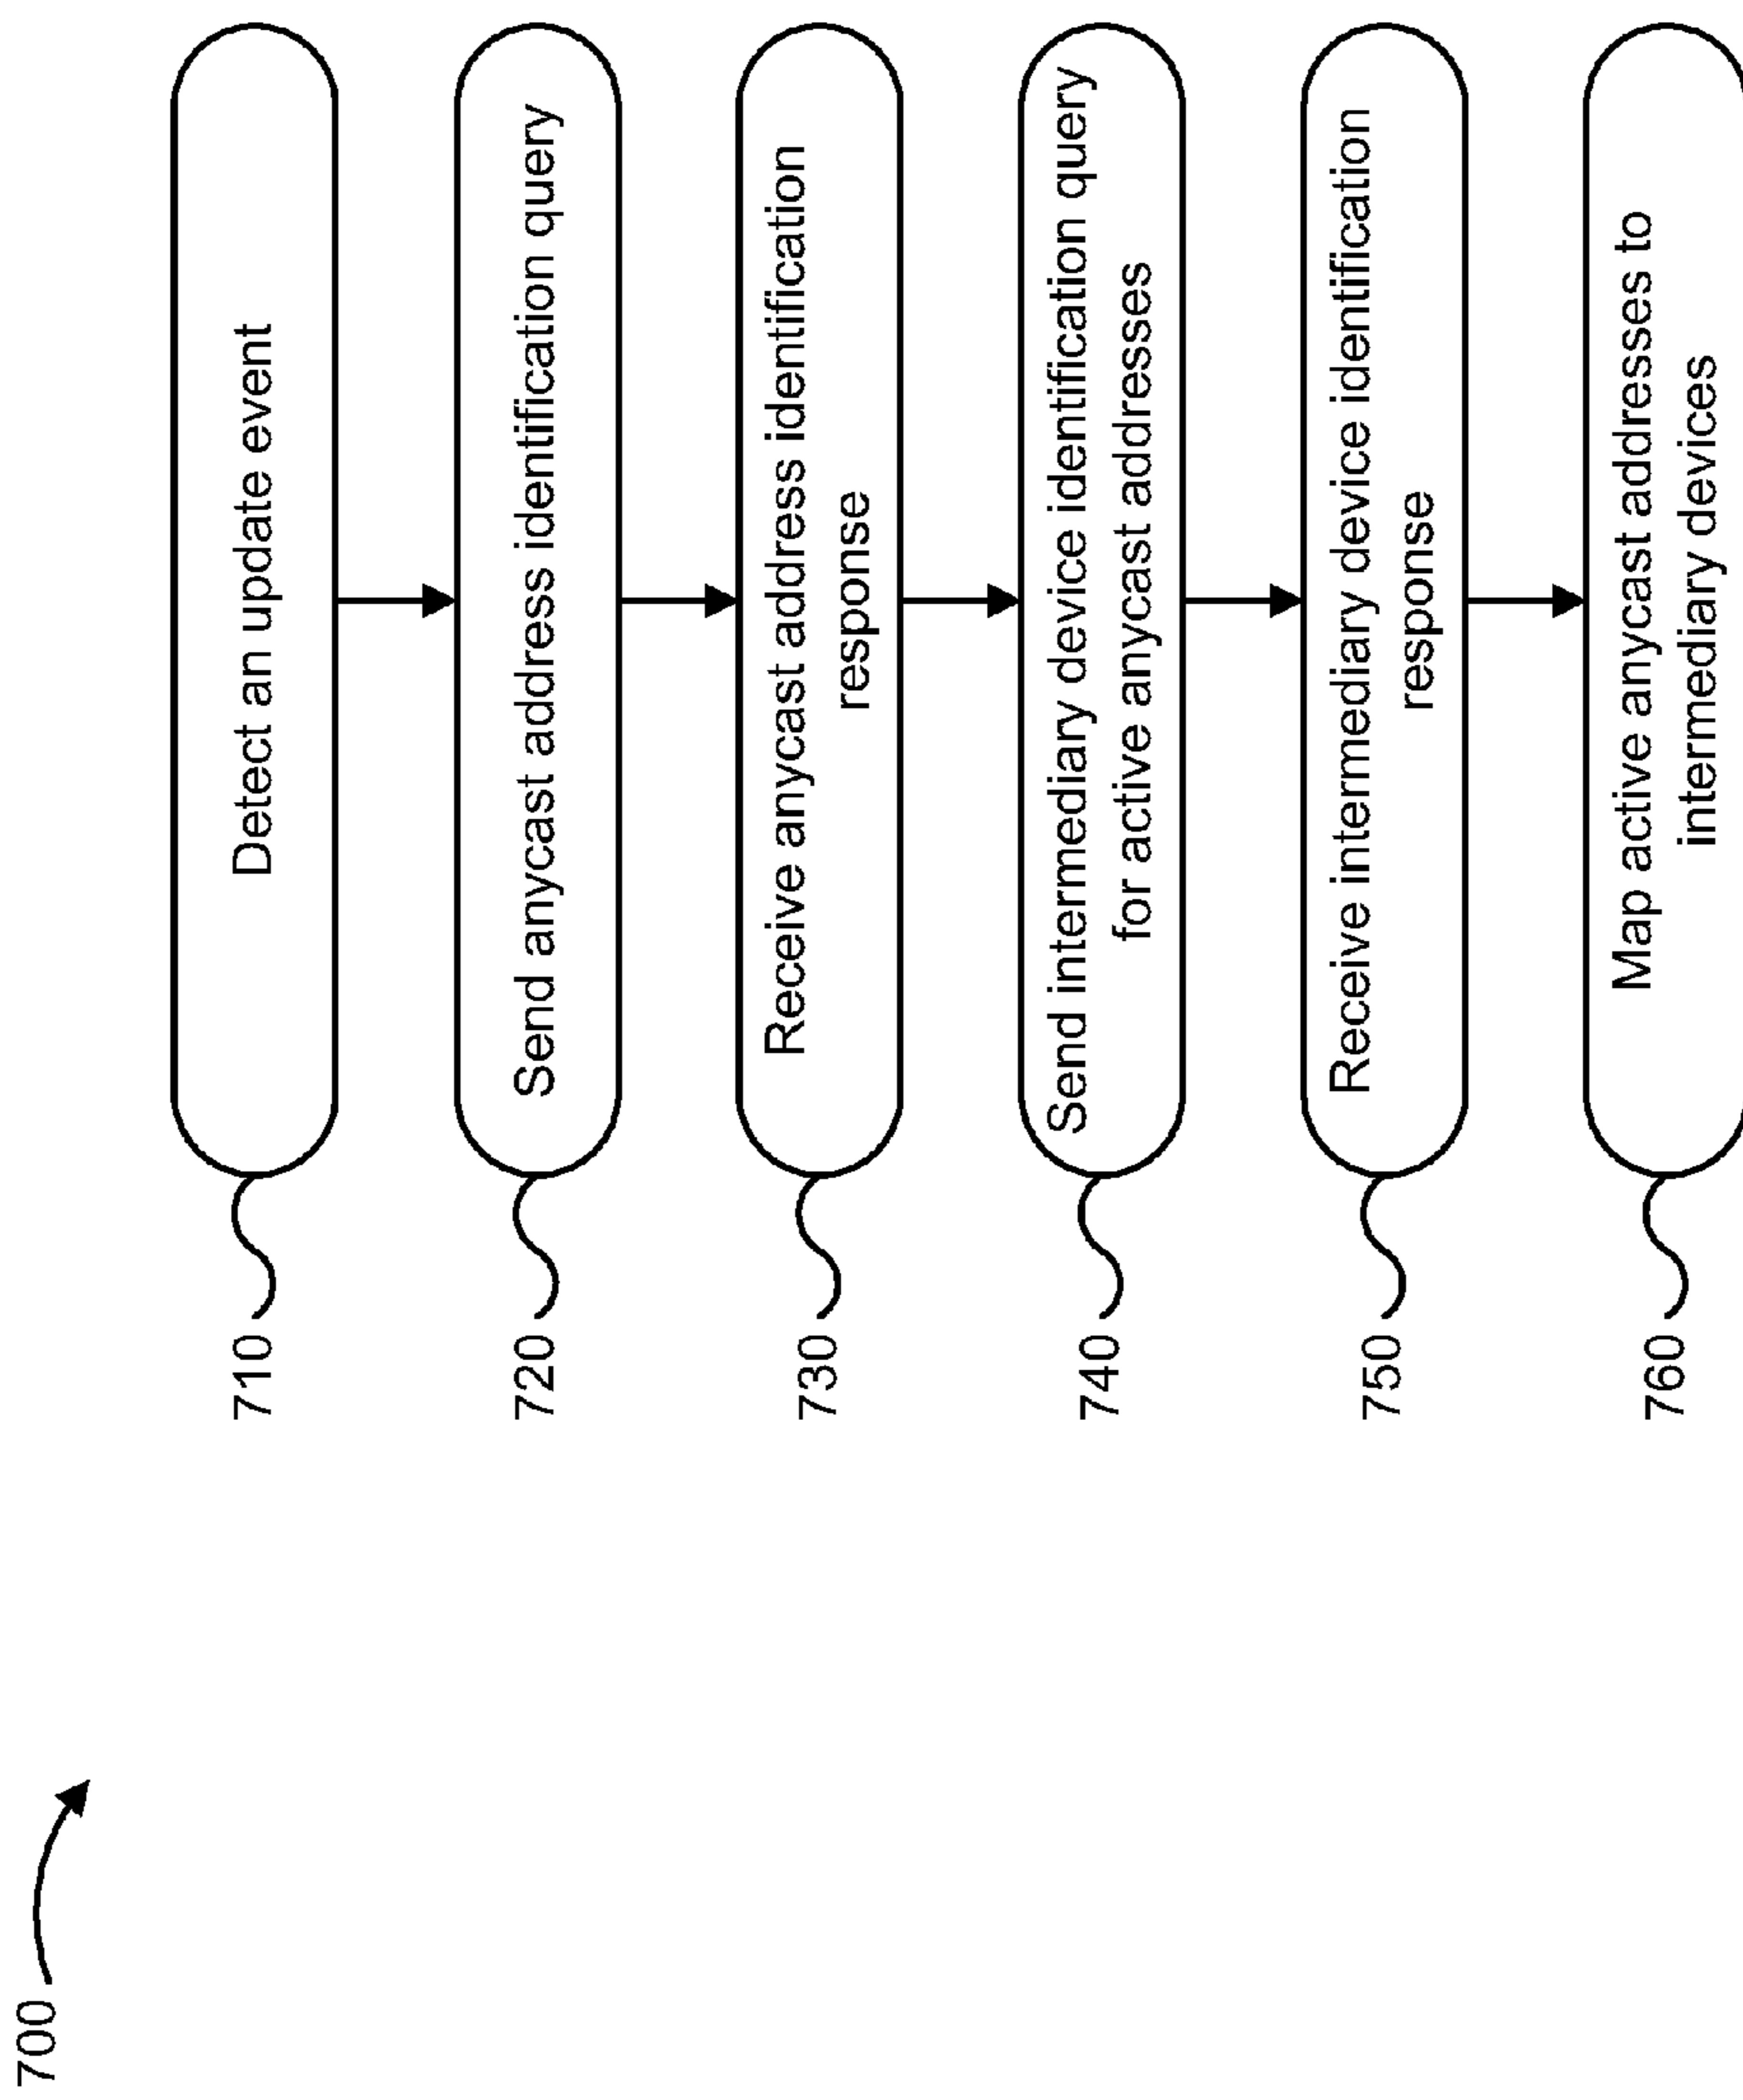 700
710
Detect an update event
720
Send anycast address identification query
730
Receive anycast address identification
response
740
Send intermediary device identification query
for active anycast addresses
750
Receive intermediary device identification
response
760
Map active anycast addresses to
intermediary devices